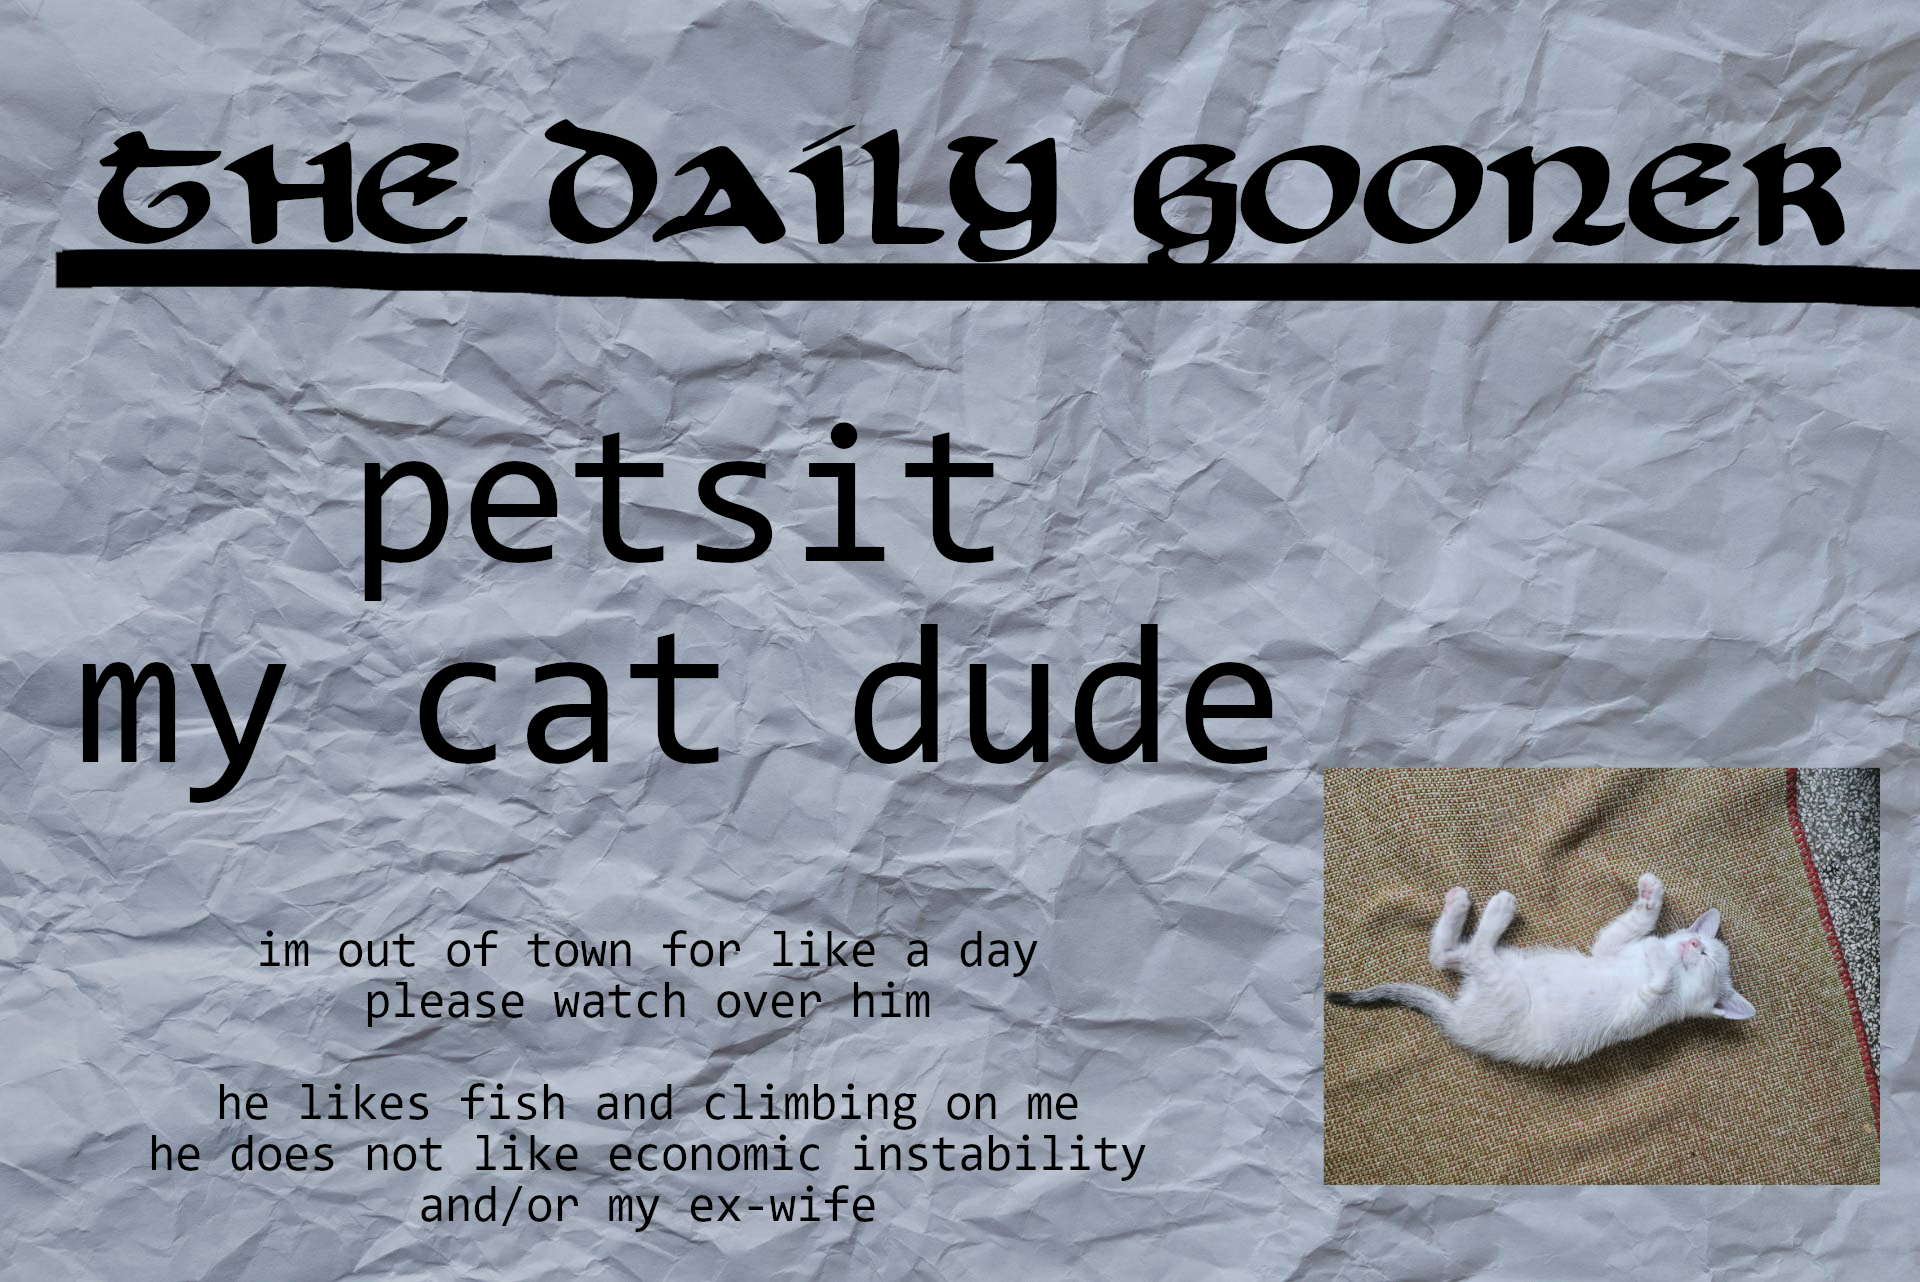 THE DAILY GOONER
petsit
my cat dude
im out of town for like a day
please watch over him
he likes fish and climbing on me
he does not like economic instability
and/or my ex-wife